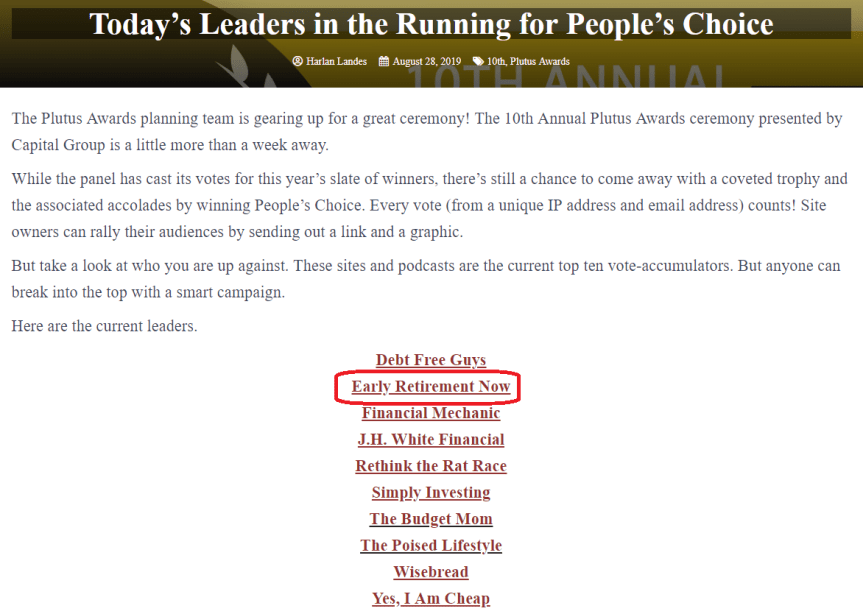 Today’s Leaders in the Running for People’s Choice
Harlan Landes August 28, 2019 10th, Plutus Awards
10TH ANNUAL
The Plutus Awards planning team is gearing up for a great ceremony! The 10th Annual Plutus Awards ceremony presented by
Capital Group is a little more than a week away.
While the panel has cast its votes for this year’s slate of winners, there’s still a chance to come away with a coveted trophy and
the associated accolades by winning People’s Choice. Every vote (from a unique IP address and email address) counts! Site
owners can rally their audiences by sending out a link and a graphic.
But take a look at who you are up against. These sites and podcasts are the current top ten vote-accumulators. But anyone can
break into the top with a smart campaign.
Here are the current leaders.
Debt Free Guys
Early Retirement Now
Financial Mechanic
J.H. White Financial
Rethink the Rat Race
Simply Investing
The Budget Mom
The Poised Lifestyle
Wisebread
Yes, I Am Cheap